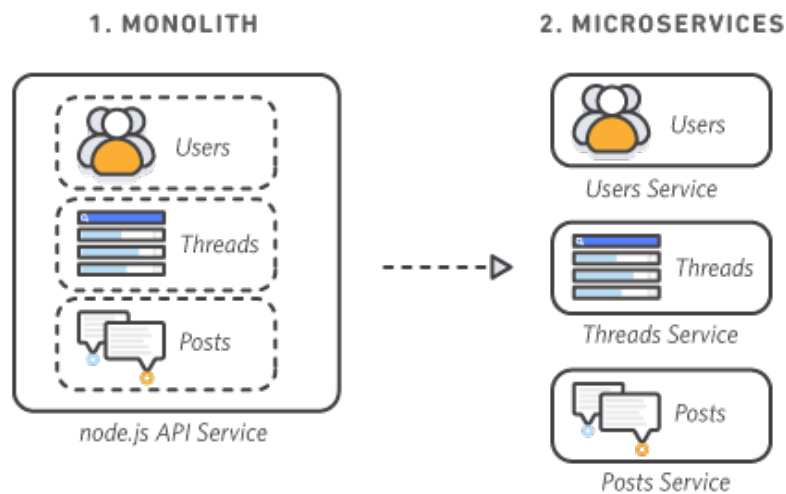 1. MONOLITH
Users
Threads
Posts
node.js API Service
2. MICROSERVICES
Users
Users Service
Threads
Threads Service
Posts
Posts Service